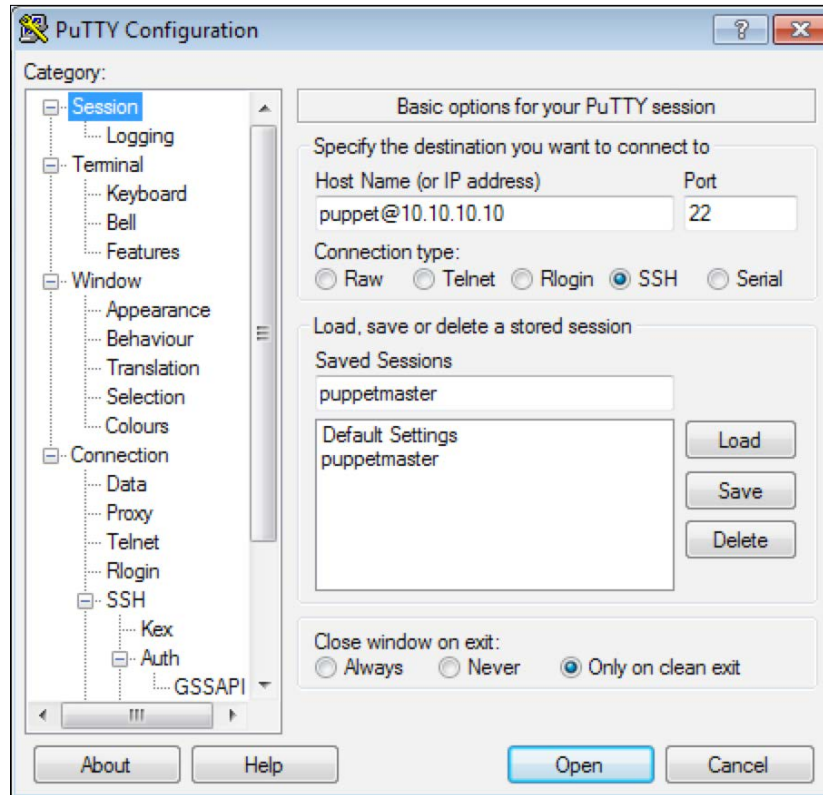 PuTTY Configuration
?
Category:
Session
Logging
Terminal
Keyboard
Bell
Features
Window
Appearance
Behaviour
Translation
Selection
Colours
Connection
Data
Proxy
Telnet
Rlogin
SSH
Kex
Auth
GSSAPI
Basic options for your PuTTY session
Specify the destination you want to connect to
Host Name (or IP address) Port
puppet@10.10.10.10 22
Connection type:
Raw Telnet Rlogin SSH Serial
Load, save or delete a stored session
Saved Sessions
puppetmaster
Default Settings
puppetmaster
Load
Save
Delete
Close window on exit:
Always Never Only on clean exit
About Help Open Cancel